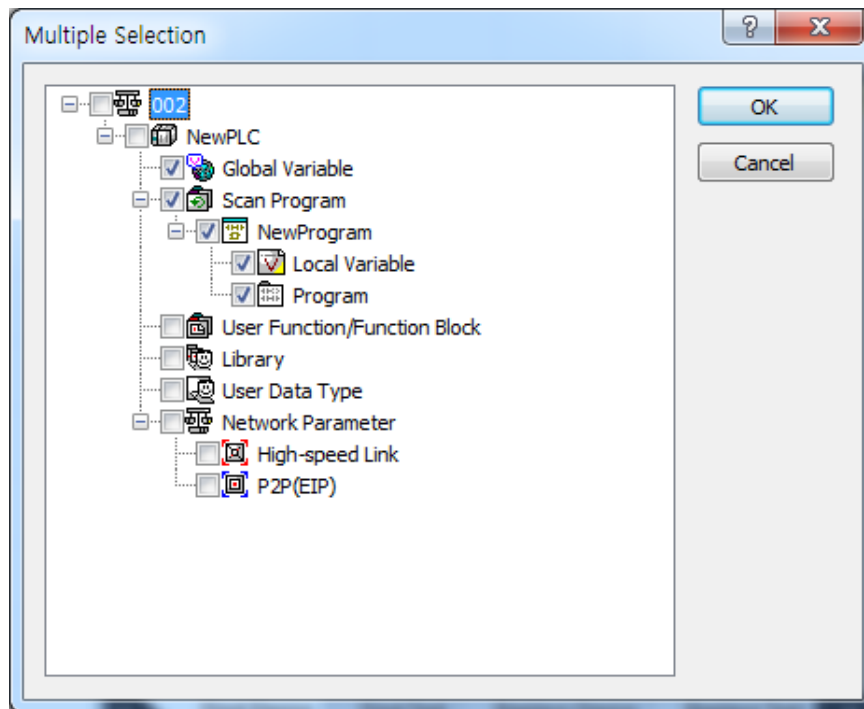 Multiple Selection
002
OK
NewPLC
Global Variable
Cancel
Scan Program
NewProgram
Local Variable
Program
User Function/Function Block
Library
User Data Type
Network Parameter
High-speed Link
P2P(EIP)